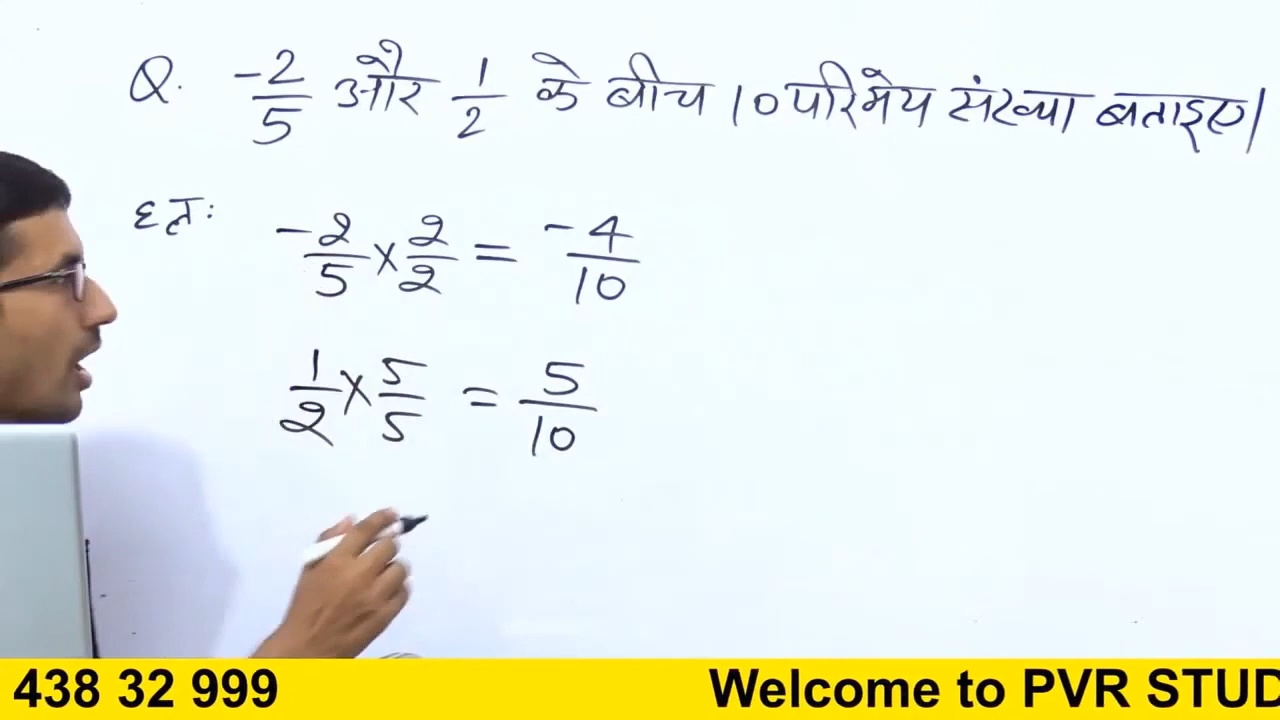 Q. -2/5 और 1/2 के बीच 10 परिमेय संख्या बताइए।
हल:
-2/5 × 2/2 = -4/10
1/2 × 5/5 = 5/10
438 32 999 Welcome to PVR STUD